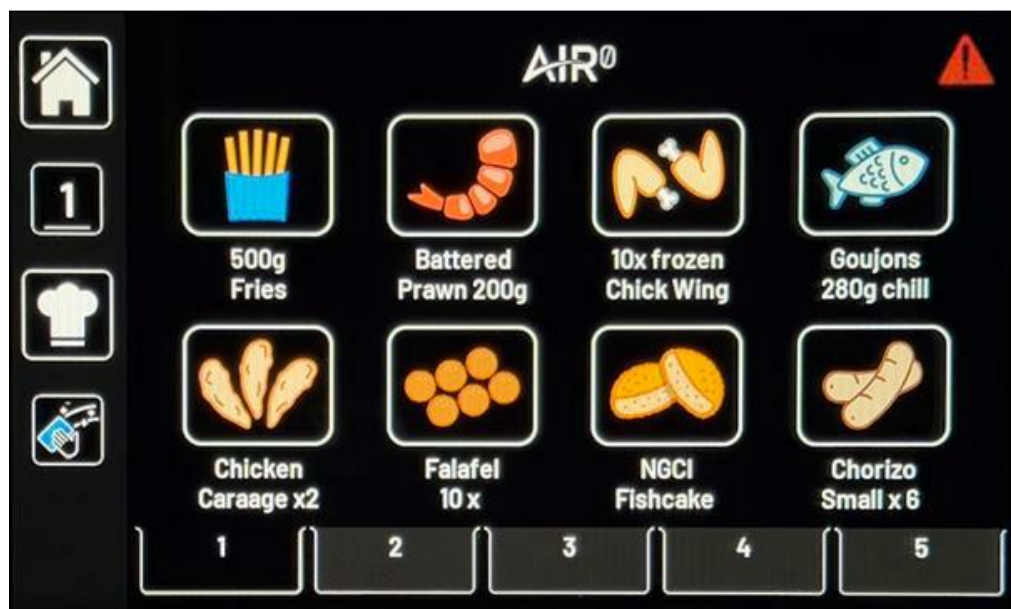 AIR⁰
1
500g
Fries
Battered
Prawn 200g
10x frozen
Chick Wing
Goujons
280g chill
Chicken
Caraage x2
Falafel
10 x
NGCI
Fishcake
Chorizo
Small x 6
1
2
3
4
5